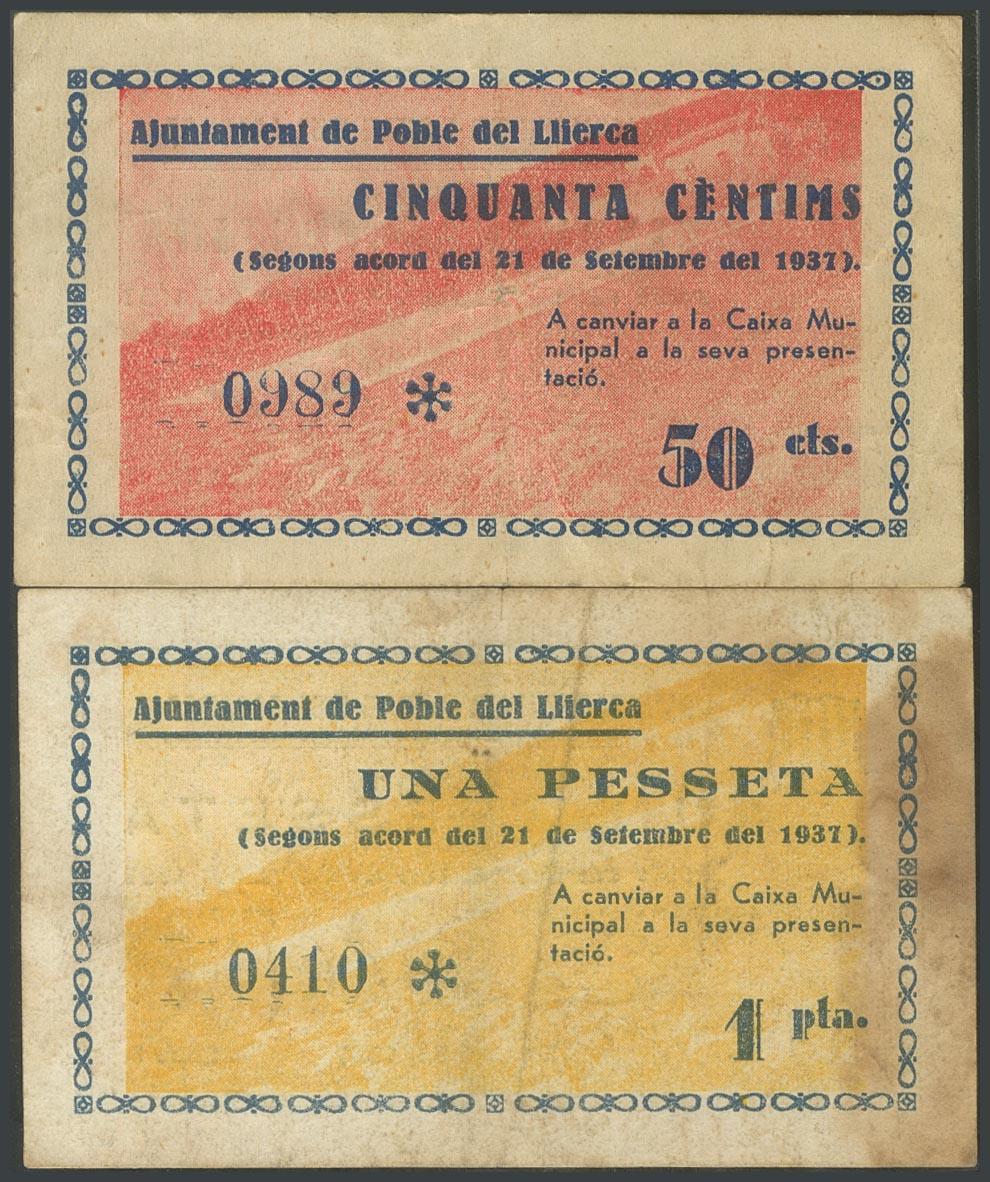 Ajuntament de Poble del Llierca
CINQUANTA CÈNTIMS
(Segons acord del 21 de Setembre del 1937).
A canviar a la Caixa Mu-
nicipal a la seva presen-
tació.
0989 *
50 cts.
Ajuntament de Poble del Llierca
UNA PESSETA
(Segons acord del 21 de Setembre del 1937).
A canviar a la Caixa Mu-
nicipal a la seva presen-
tació.
0410 *
1 pta.